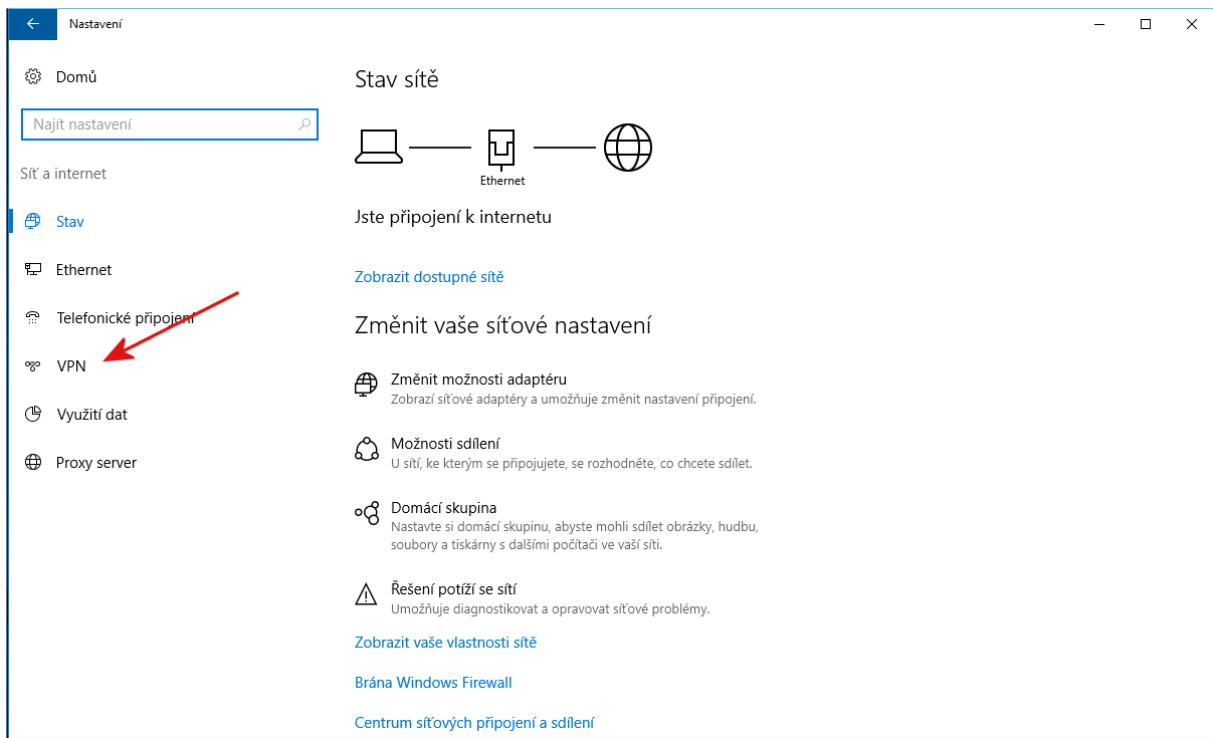 Nastavení
Domů
Najít nastavení
Síť a internet
Stav
Ethernet
Telefonické připojení
VPN
Využití dat
Proxy server
Stav sítě
Ethernet
Jste připojení k internetu
Zobrazit dostupné sítě
Změnit vaše síťové nastavení
Změnit možnosti adaptéru
Zobrazí síťové adaptéry a umožňuje změnit nastavení připojení.
Možnosti sdílení
U sítí, ke kterým se připojujete, se rozhodněte, co chcete sdílet.
Domácí skupina
Nastavte si domácí skupinu, abyste mohli sdílet obrázky, hudbu,
soubory a tiskárny s dalšími počítači ve vaší síti.
Řešení potíží se sítí
Umožňuje diagnostikovat a opravovat síťové problémy.
Zobrazit vaše vlastnosti sítě
Brána Windows Firewall
Centrum síťových připojení a sdílení